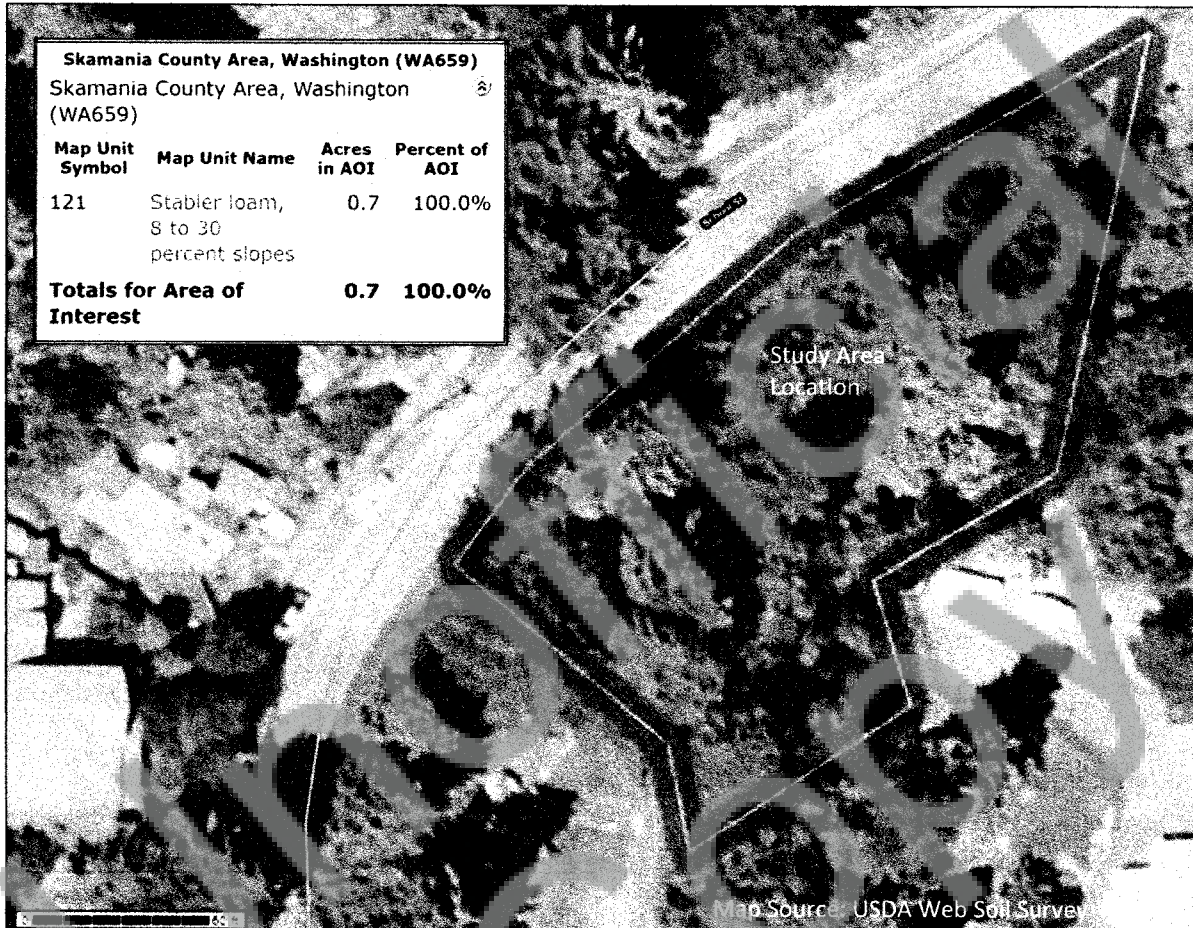 Skamania County Area, Washington (WA659)
Skamania County Area, Washington
(WA659)
Map Unit Symbol Map Unit Name Acres in AOI Percent of AOI
121 Stabler loam, 8 to 30 percent slopes 0.7 100.0%
Totals for Area of Interest 0.7 100.0%
Study Area
Location
Map Source: USDA Web Soil Survey
Unofficial
Copy